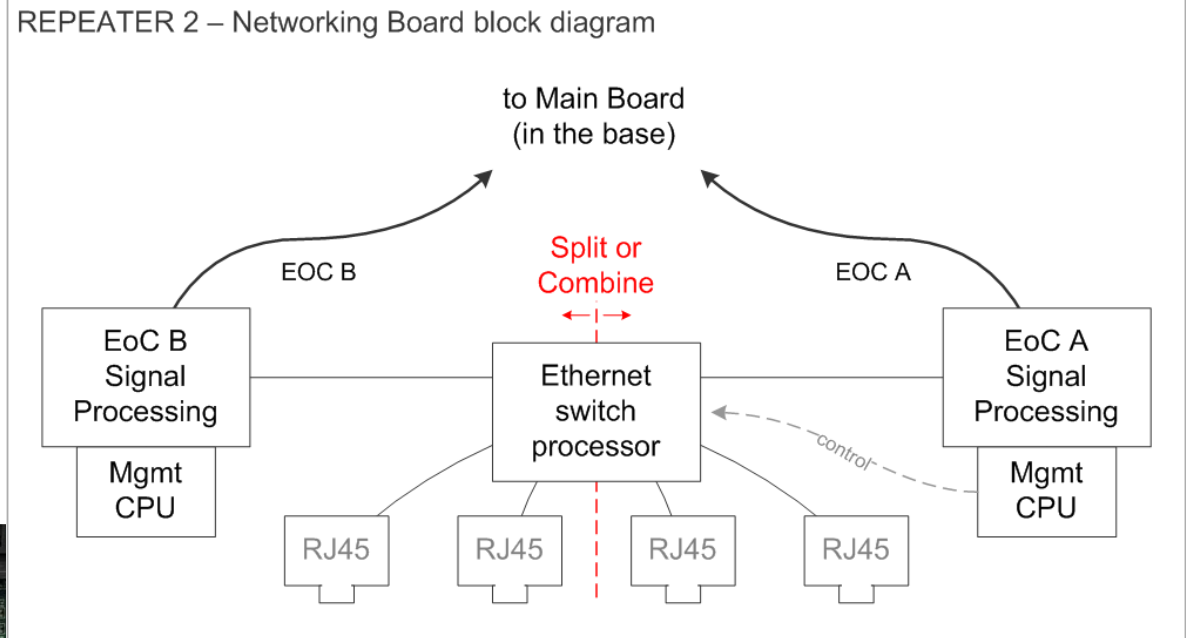 REPEATER 2 – Networking Board block diagram
to Main Board
(in the base)
Split or
Combine
EOC B
EOC A
EoC B
Signal
Processing
Ethernet
switch
processor
EoC A
Signal
Processing
control
Mgmt
CPU
Mgmt
CPU
RJ45
RJ45
RJ45
RJ45